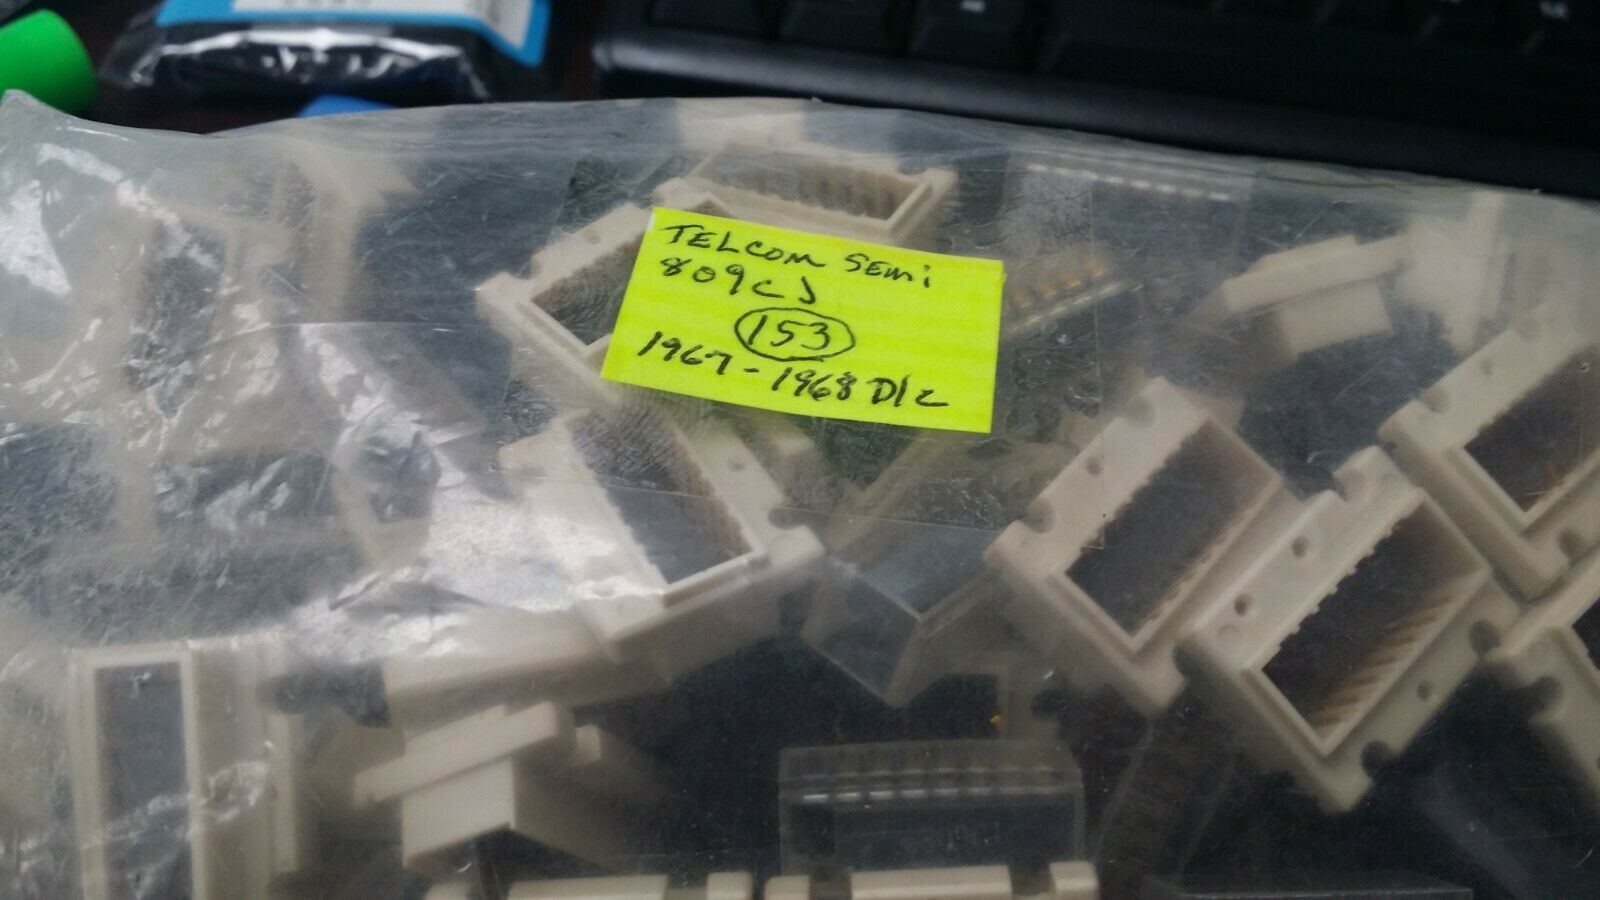 TELCOM SEMi
809CJ
153
1967-1968 D/C